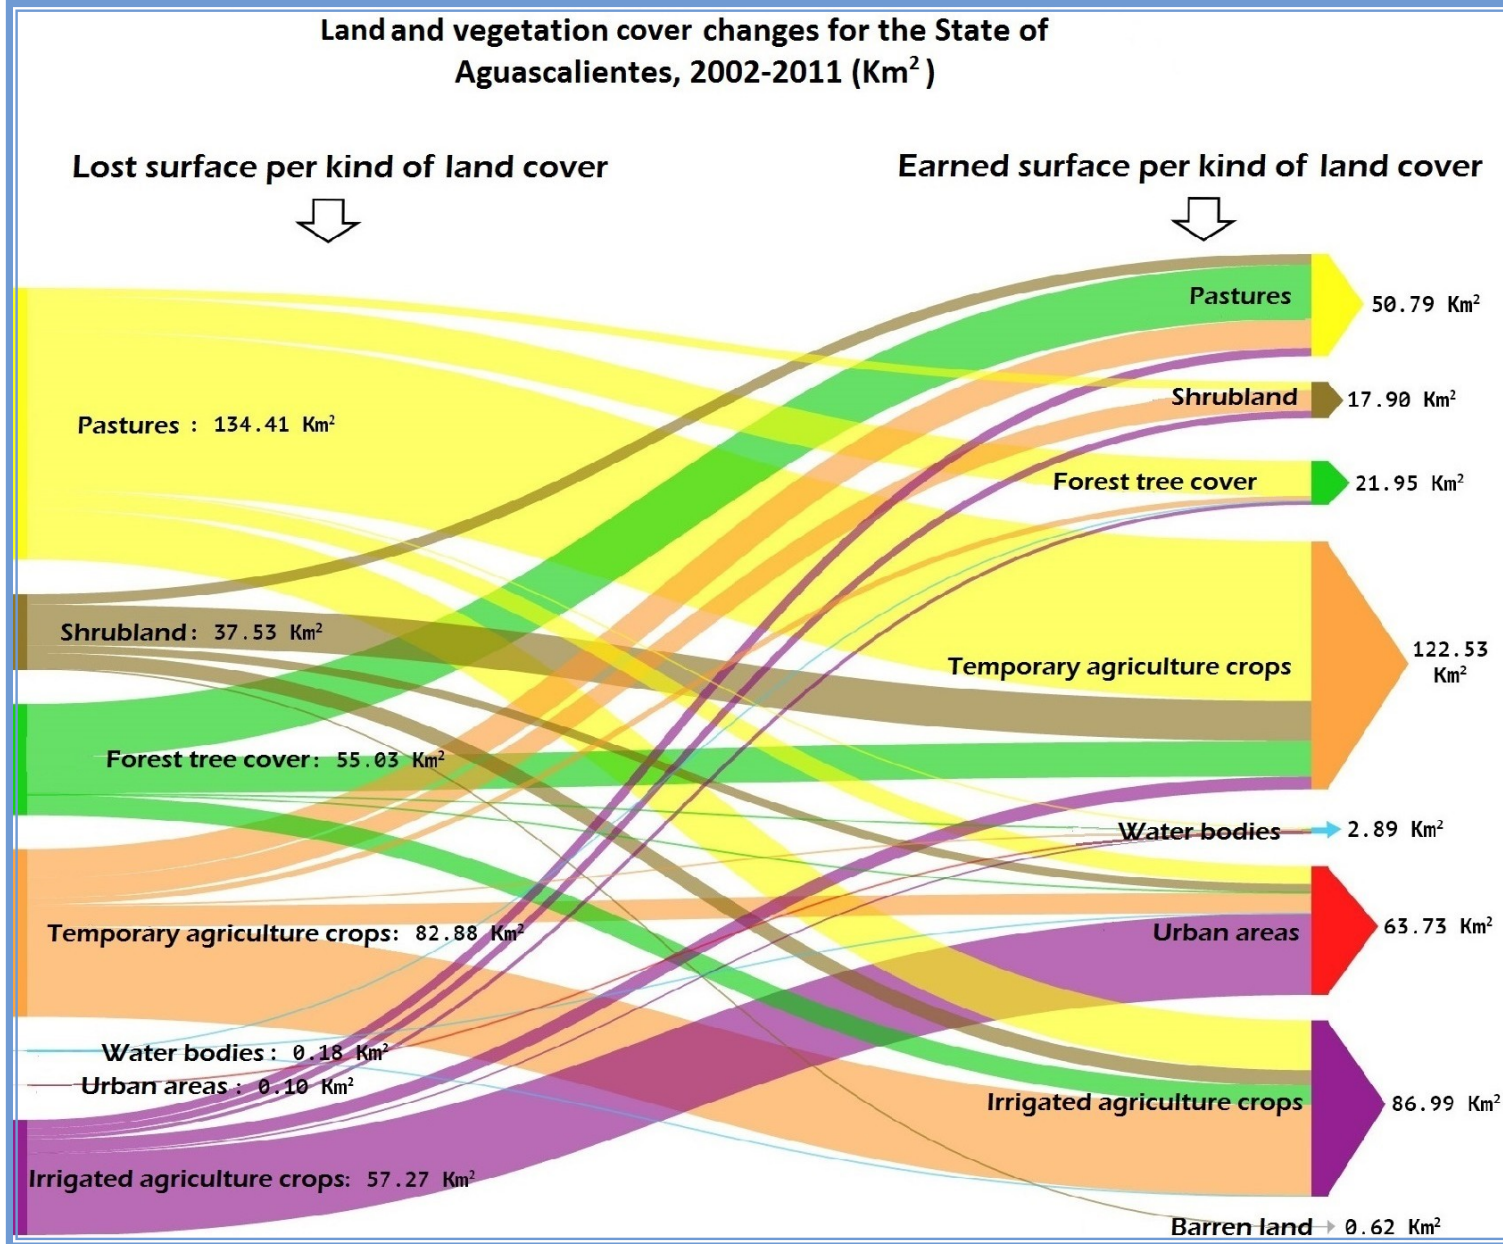 Land and vegetation cover changes for the State of
Aguascalientes, 2002-2011 (Km²)
Lost surface per kind of land cover
Earned surface per kind of land cover
Pastures : 134.41 Km²
Shrubland: 37.53 Km²
Forest tree cover: 55.03 Km²
Temporary agriculture crops: 82.88 Km²
Water bodies: 0.18 Km²
Urban areas : 0.10 Km²
Irrigated agriculture crops: 57.27 Km²
Pastures 50.79 Km²
Shrubland 17.90 Km²
Forest tree cover 21.95 Km²
Temporary agriculture crops 122.53
Km²
Water bodies 2.89 Km²
Urban areas 63.73 Km²
Irrigated agriculture crops 86.99 Km²
Barren land 0.62 Km²